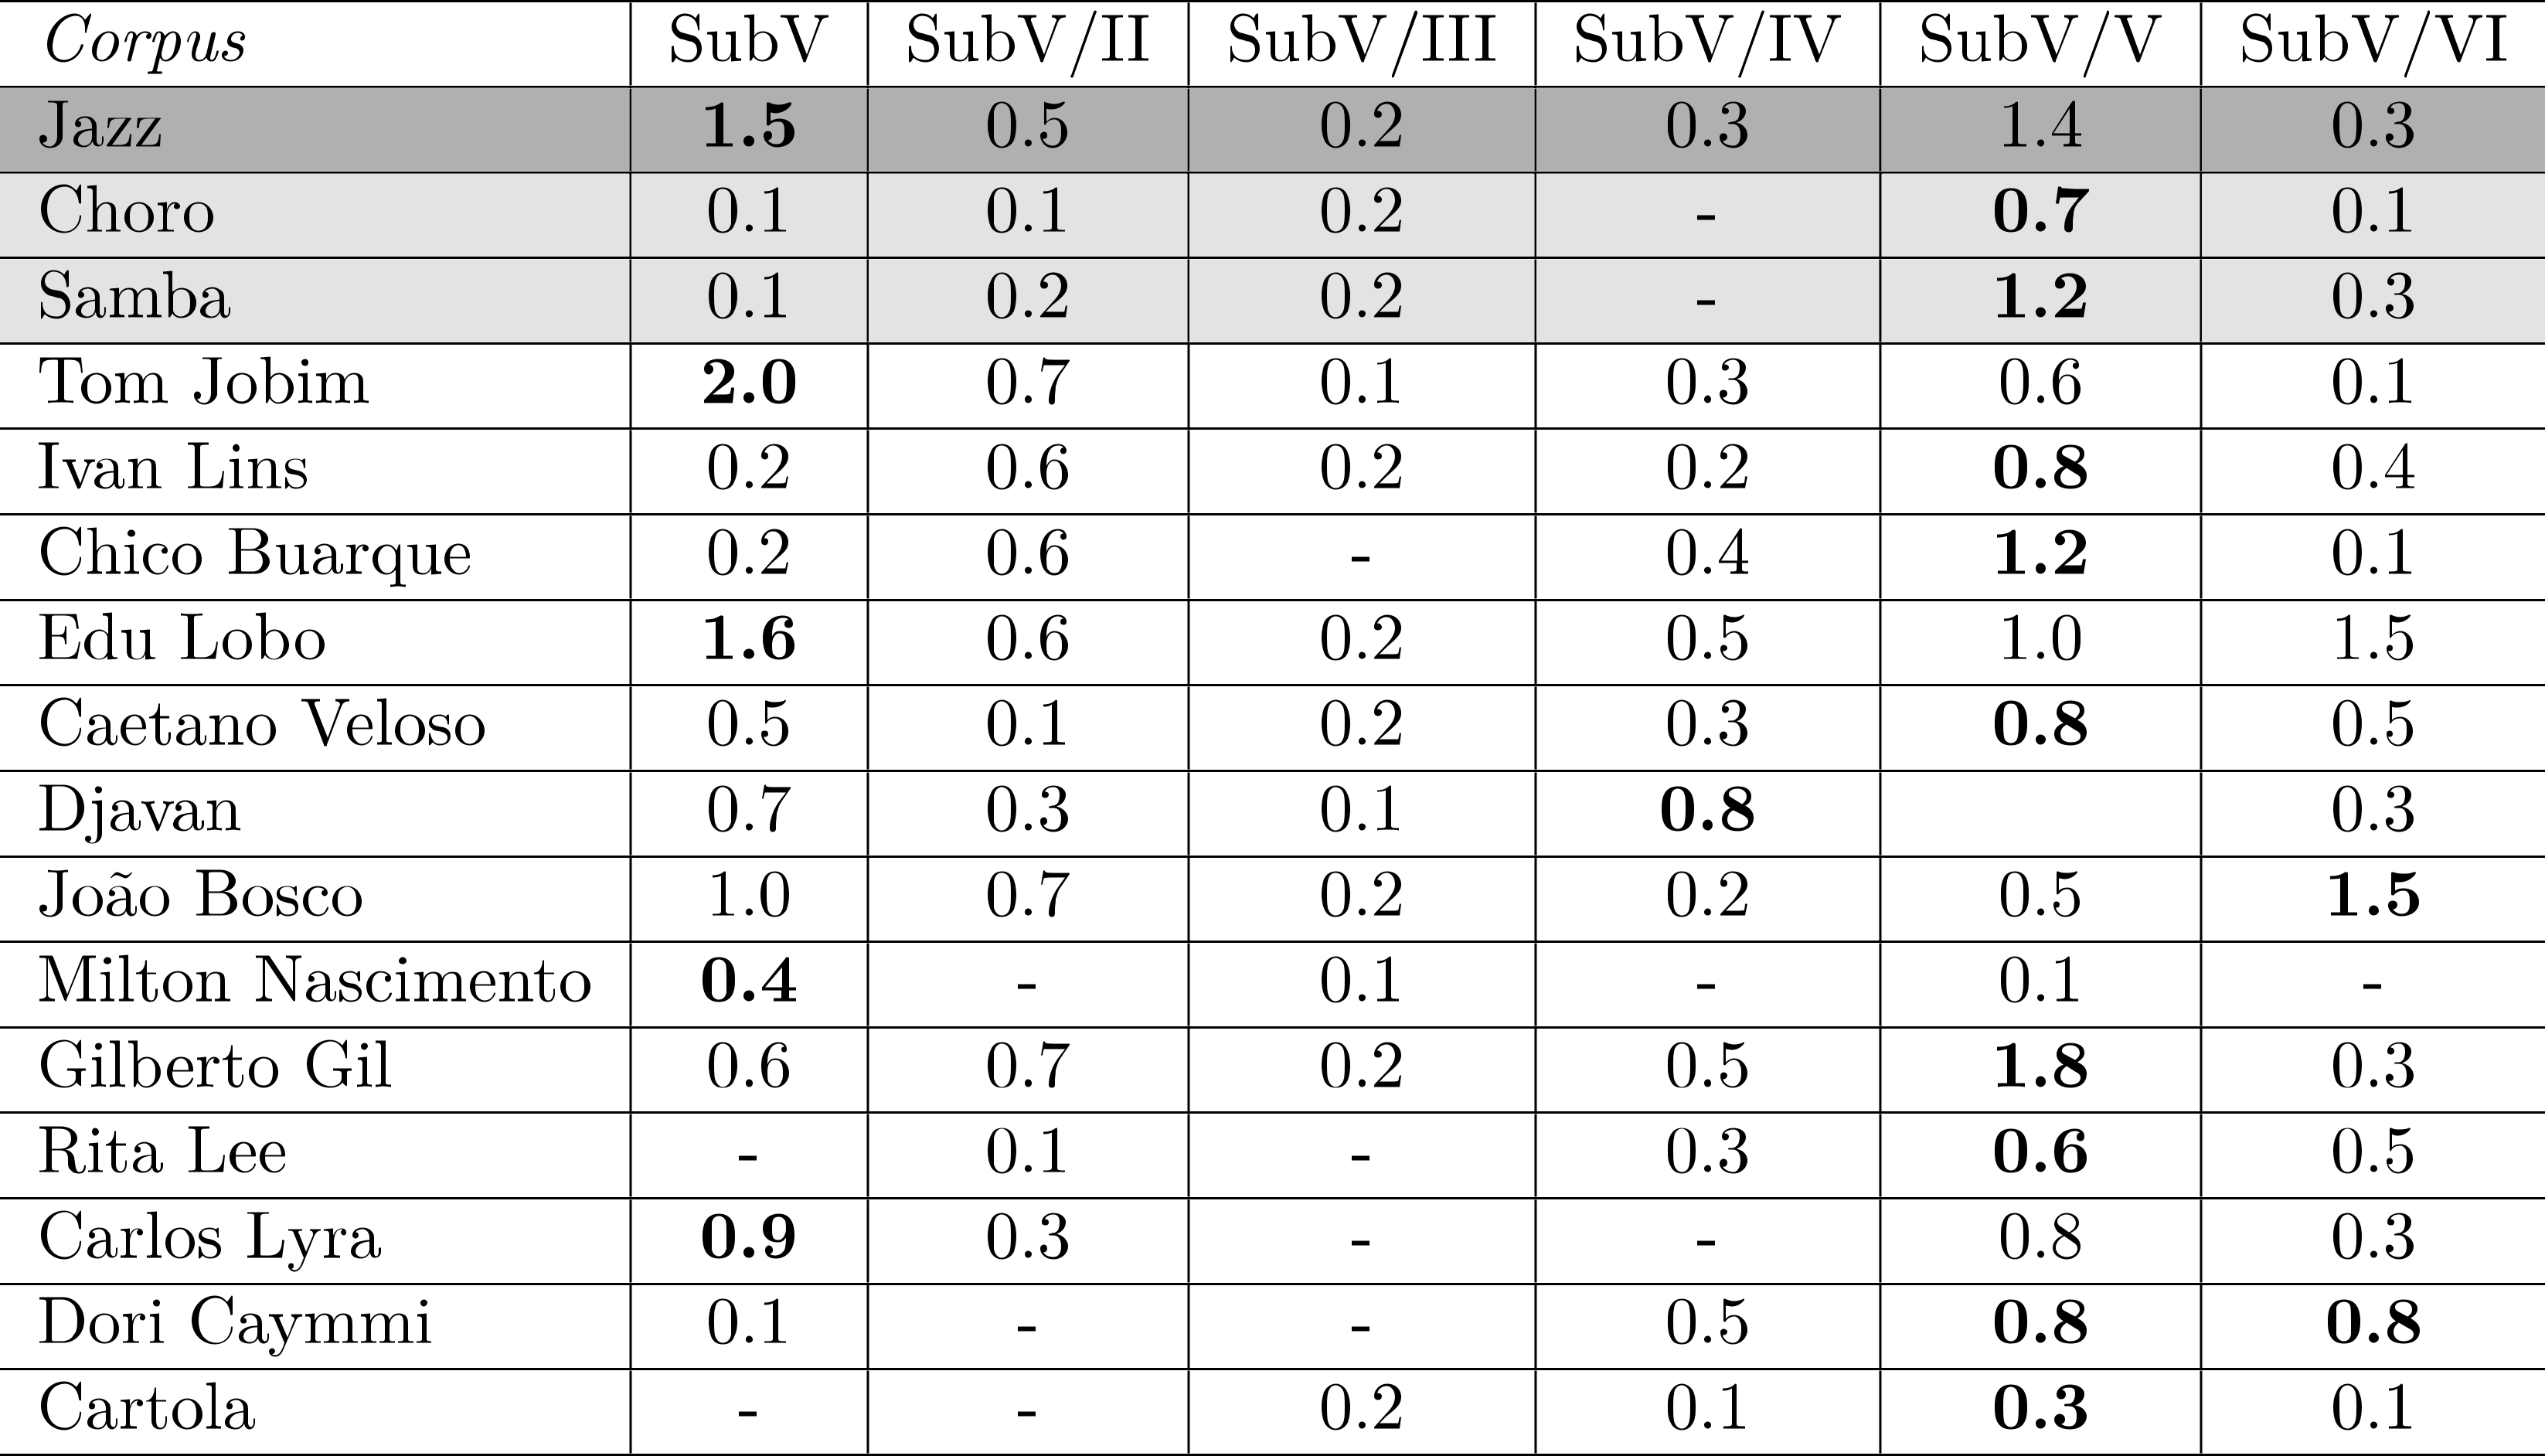 Corpus SubV SubV/II SubV/III SubV/IV SubV/V SubV/VI
Jazz 1.5 0.5 0.2 0.3 1.4 0.3
Choro 0.1 0.1 0.2 - 0.7 0.1
Samba 0.1 0.2 0.2 - 1.2 0.3
Tom Jobim 2.0 0.7 0.1 0.3 0.6 0.1
Ivan Lins 0.2 0.6 0.2 0.2 0.8 0.4
Chico Buarque 0.2 0.6 - 0.4 1.2 0.1
Edu Lobo 1.6 0.6 0.2 0.5 1.0 1.5
Caetano Veloso 0.5 0.1 0.2 0.3 0.8 0.5
Djavan 0.7 0.3 0.1 0.8 0.3
João Bosco 1.0 0.7 0.2 0.2 0.5 1.5
Milton Nascimento 0.4 - 0.1 - 0.1 -
Gilberto Gil 0.6 0.7 0.2 0.5 1.8 0.3
Rita Lee - 0.1 - 0.3 0.6 0.5
Carlos Lyra 0.9 0.3 - - 0.8 0.3
Dori Caymmi 0.1 - - 0.5 0.8 0.8
Cartola - - 0.2 0.1 0.3 0.1